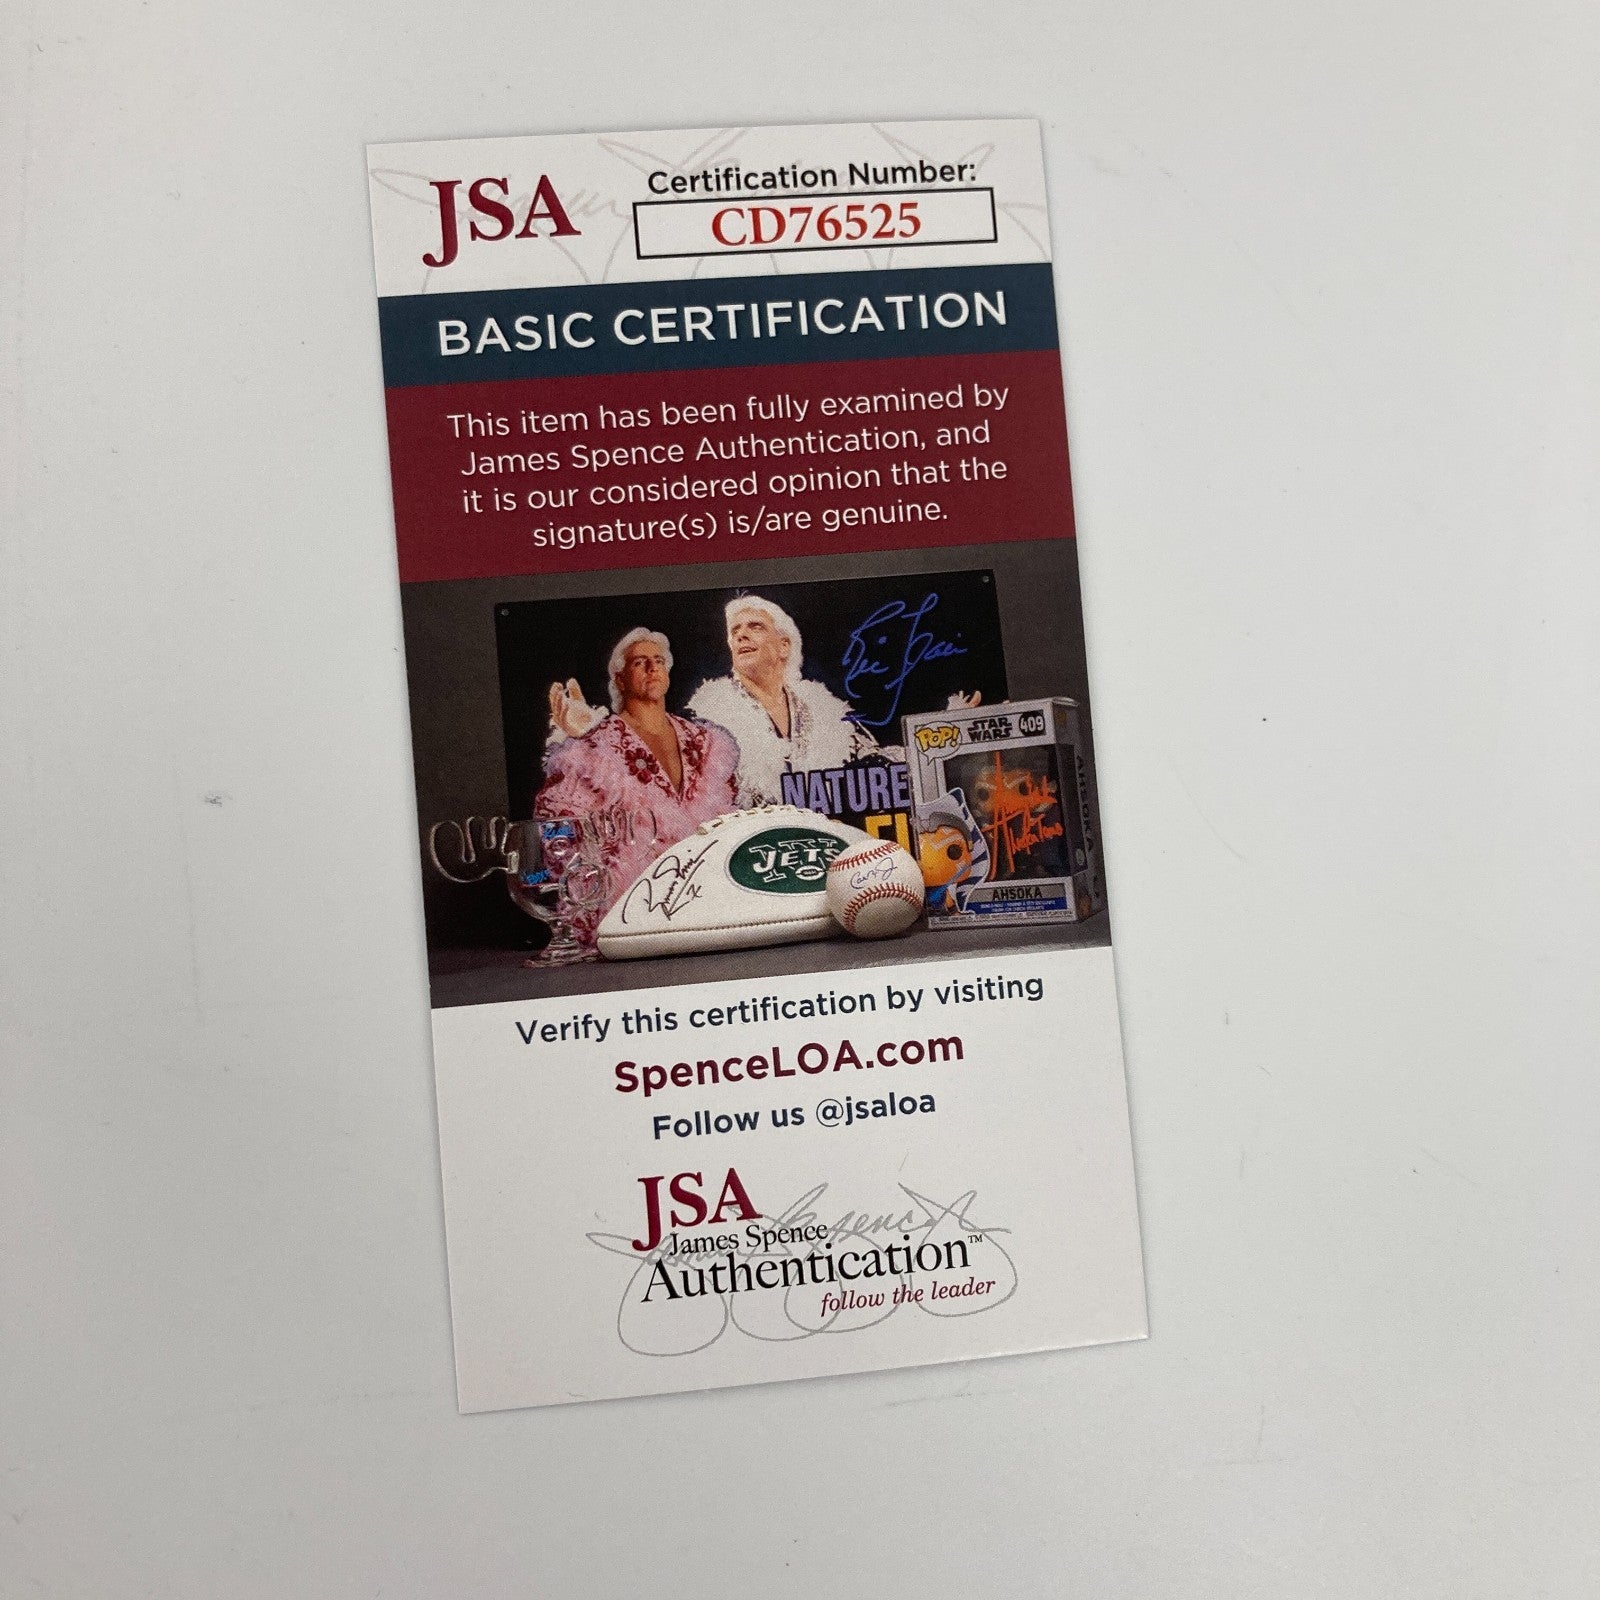 JSA
Certification Number:
CD76525
BASIC CERTIFICATION
This item has been fully examined by
James Spence Authentication, and
it is our considered opinion that the
signature(s) is/are genuine.
NATURE
POP!
STAR
WARS
409
AHSOKA
JETS
AHSOKA
Verify this certification by visiting
SpenceLOA.com
Follow us @jsaloa
JSA
James Spence
Authentication™
follow the leader